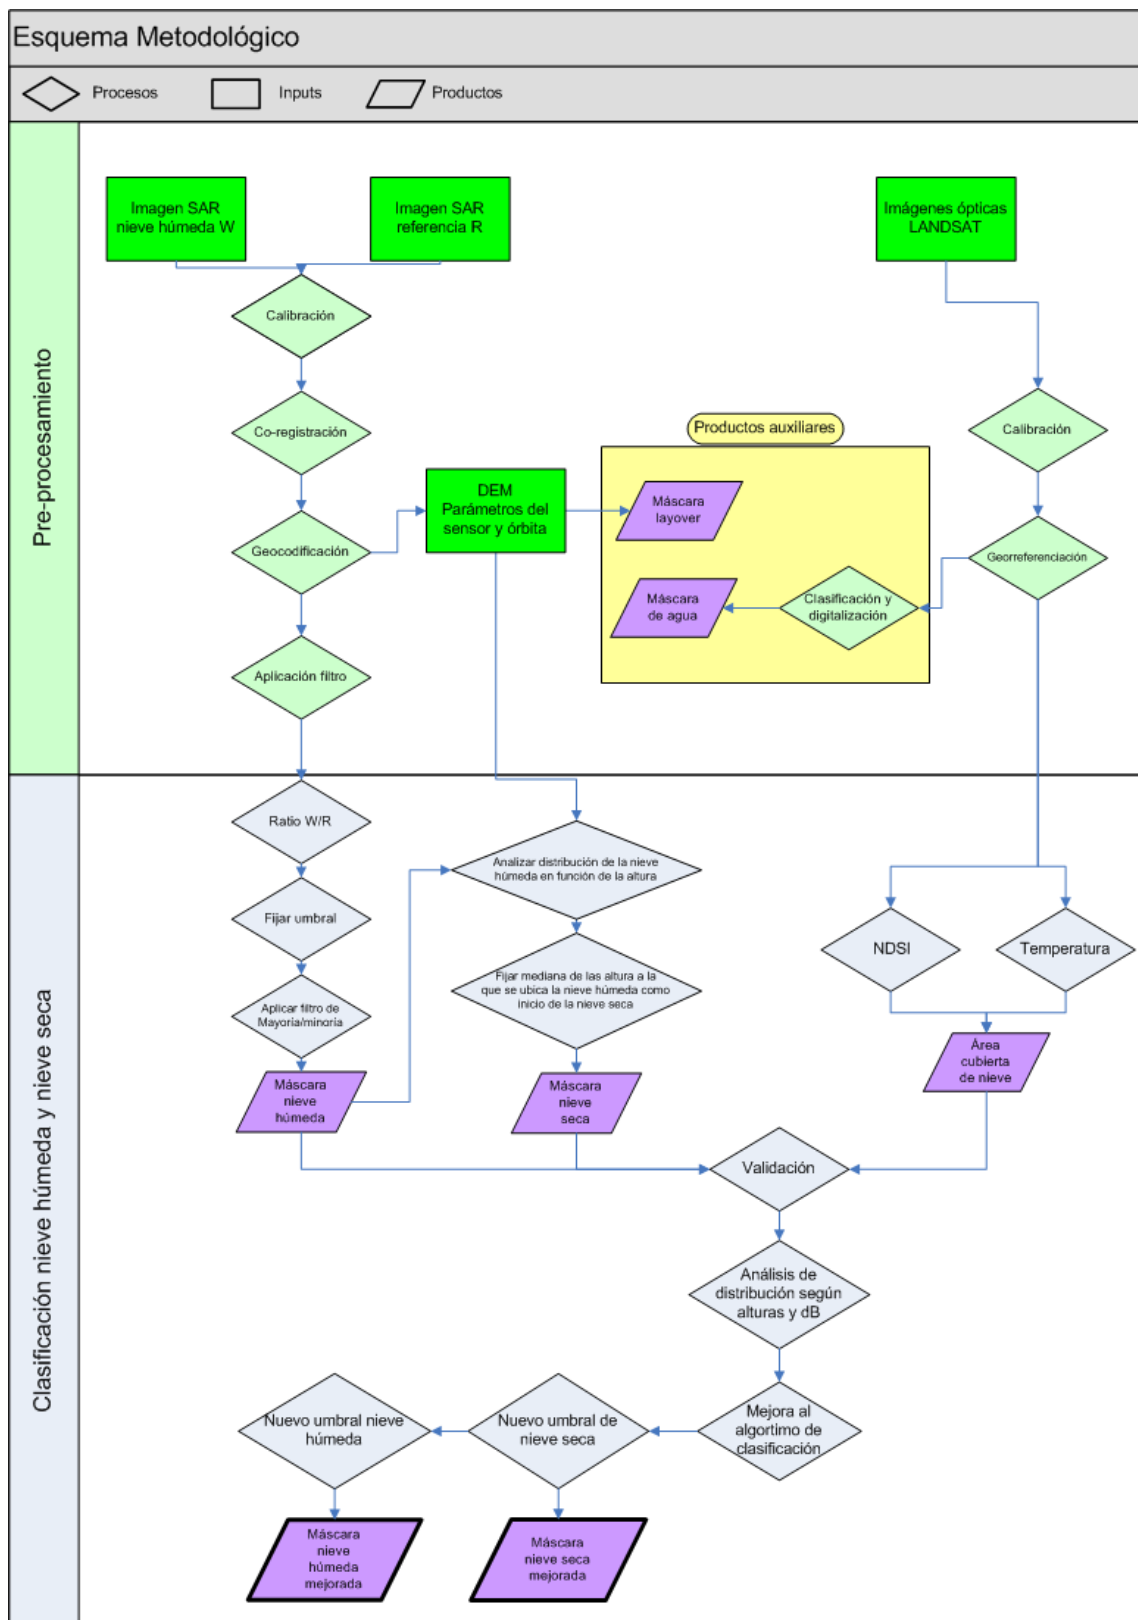 Esquema Metodológico
Procesos
Inputs
Productos
Pre-procesamiento
Imagen SAR
nieve húmeda W
Imagen SAR
referencia R
Imágenes ópticas
LANDSAT
Calibración
Co-registración
Geocodificación
Aplicación filtro
DEM
Parámetros del
sensor y órbita
Productos auxiliares
Máscara
layover
Máscara
de agua
Clasificación y
digitalización
Calibración
Georreferenciación
Clasificación nieve húmeda y nieve seca
Ratio W/R
Fijar umbral
Aplicar filtro de
Mayoría/minoría
Máscara
nieve
húmeda
Analizar distribución de la nieve
húmeda en función de la altura
Fijar mediana de las altura a la
que se ubica la nieve húmeda como
inicio de la nieve seca
Máscara
nieve
seca
NDSI
Temperatura
Área
cubierta
de nieve
Validación
Análisis de
distribución según
alturas y dB
Mejora al
algortimo de
clasificación
Nuevo umbral de
nieve seca
Nuevo umbral nieve
húmeda
Máscara
nieve
húmeda
mejorada
Máscara
nieve seca
mejorada